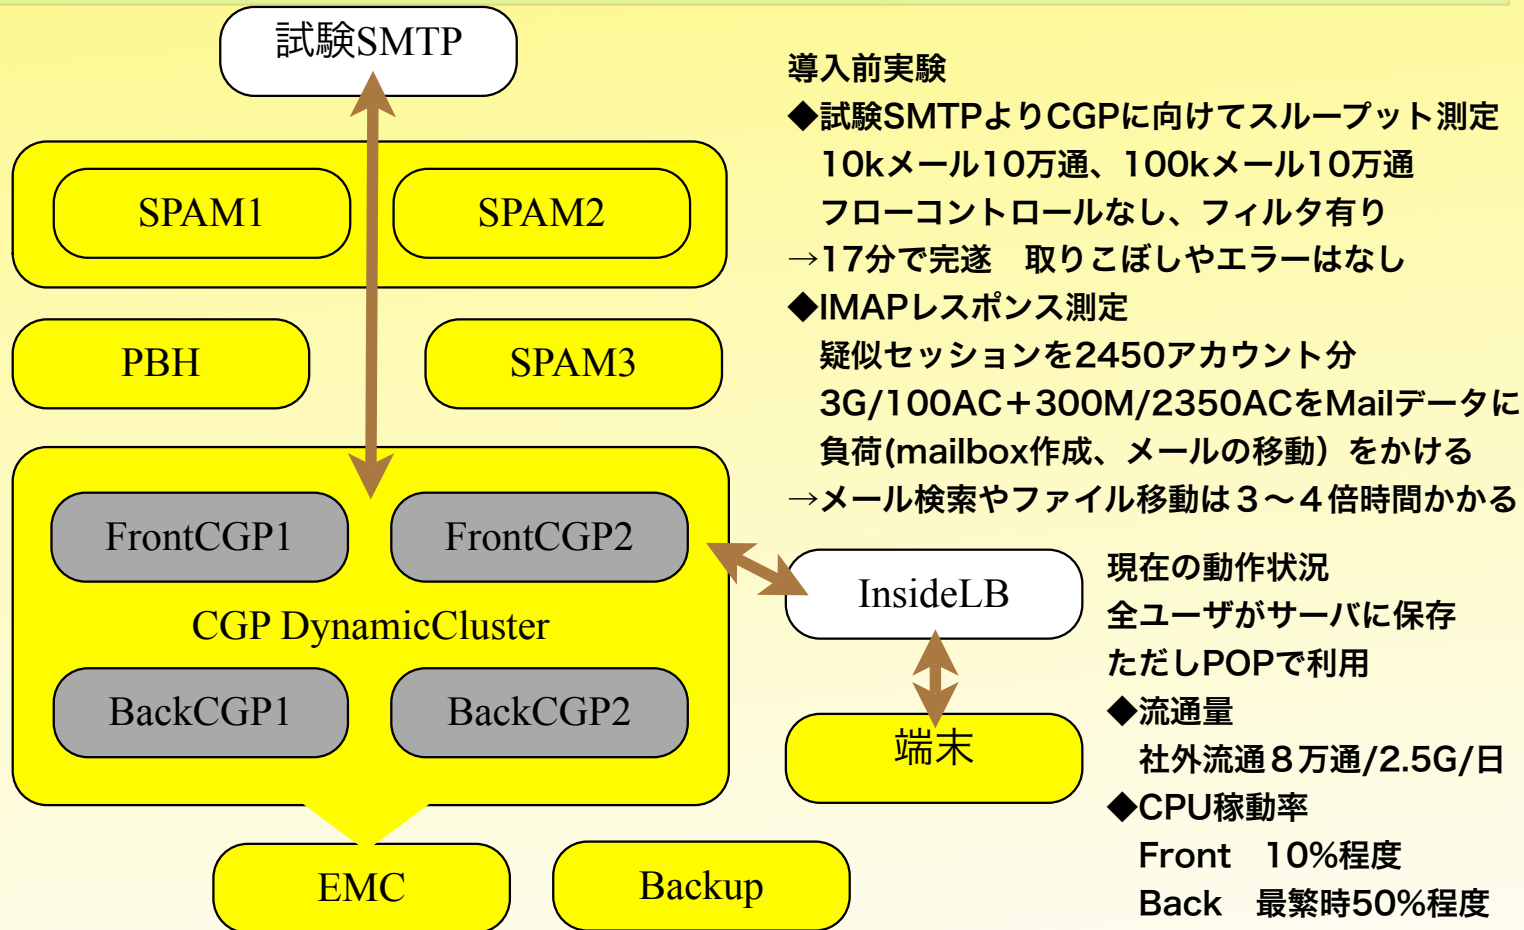 試験SMTP
SPAM1
SPAM2
PBH
SPAM3
FrontCGP1
FrontCGP2
CGP DynamicCluster
BackCGP1
BackCGP2
EMC
Backup
InsideLB
端末
導入前実験
◆試験SMTPよりCGPに向けてスループット測定
10kメール10万通、100kメール10万通
フローコントロールなし、フィルタ有り
→17分で完遂　取りこぼしやエラーはなし
◆IMAPレスポンス測定
疑似セッションを2450アカウント分
3G/100AC＋300M/2350ACをMailデータに
負荷(mailbox作成、メールの移動）をかける
→メール検索やファイル移動は３〜４倍時間かかる
現在の動作状況
全ユーザがサーバに保存
ただしPOPで利用
◆流通量
社外流通８万通/2.5G/日
◆CPU稼動率
Front　10%程度
Back　最繁時50%程度